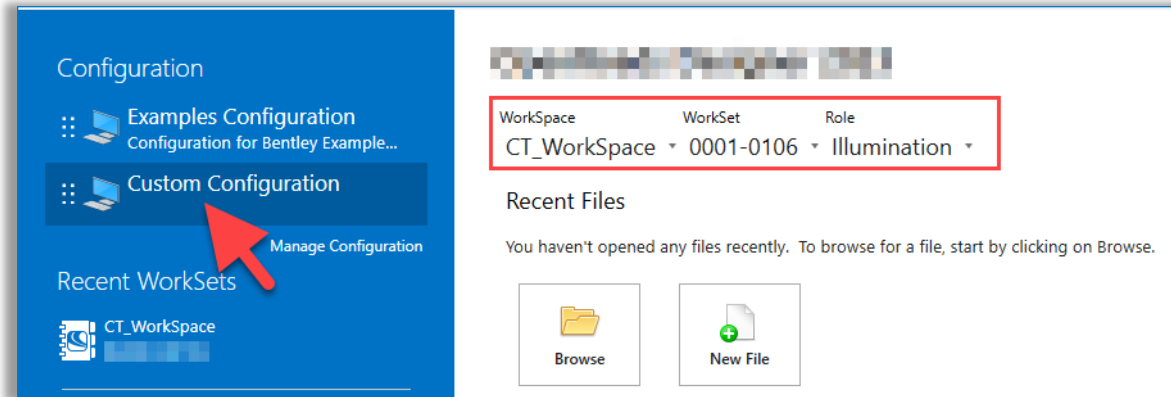 Configuration
Examples Configuration
Configuration for Bentley Example...
Custom Configuration
Manage Configuration
Recent WorkSets
CT_WorkSpace
WorkSpace WorkSet Role
CT_WorkSpace 0001-0106 Illumination
Recent Files
You haven't opened any files recently. To browse for a file, start by clicking on Browse.
Browse New File